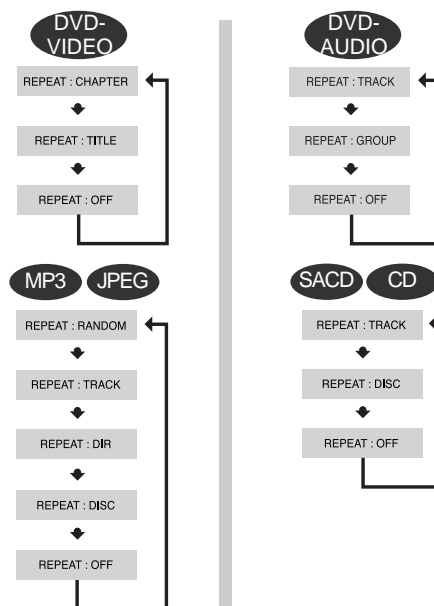 DVD-
VIDEO
REPEAT : CHAPTER
REPEAT : TITLE
REPEAT : OFF
MP3 JPEG
REPEAT : RANDOM
REPEAT : TRACK
REPEAT : DIR
REPEAT : DISC
REPEAT : OFF
DVD-
AUDIO
REPEAT : TRACK
REPEAT : GROUP
REPEAT : OFF
SACD CD
REPEAT : TRACK
REPEAT : DISC
REPEAT : OFF